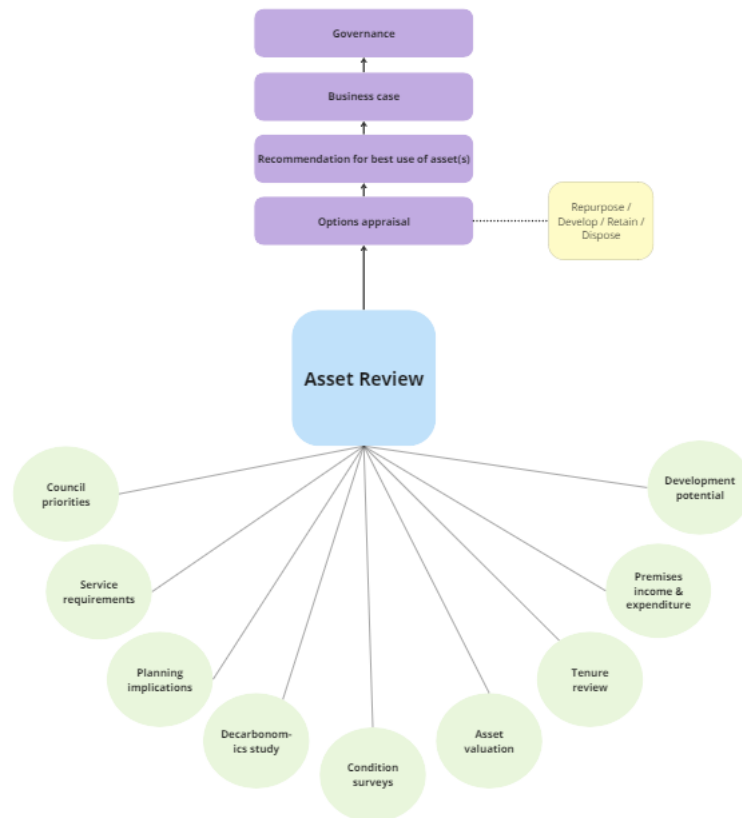 Governance
Business case
Recommendation for best use of asset(s)
Options appraisal
Repurpose /
Develop / Retain /
Dispose
Asset Review
Council
priorities
Development
potential
Service
requirements
Premises
income &
expenditure
Planning
implications
Tenure
review
Decarbonom-
ics study
Asset
valuation
Condition
surveys